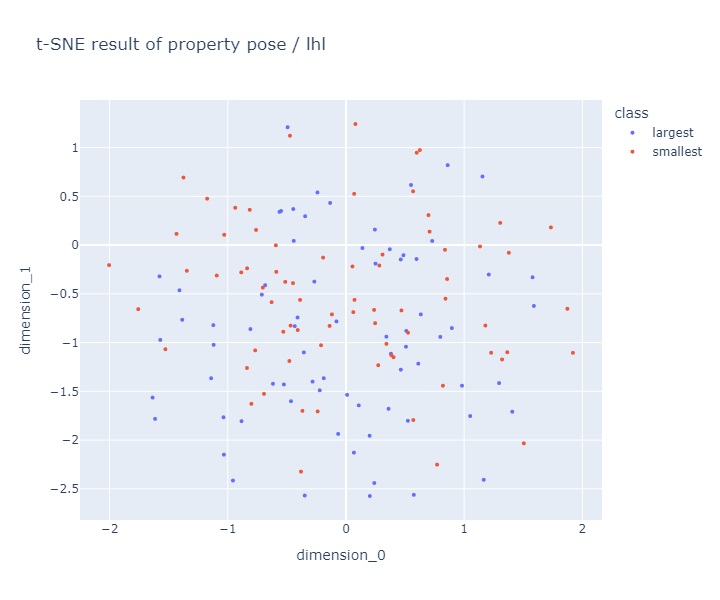 t-SNE result of property pose / lhl
class
largest
smallest
dimension_1
1
0.5
0
−0.5
−1
−1.5
−2
−2.5
−2
−1
0
1
2
dimension_0